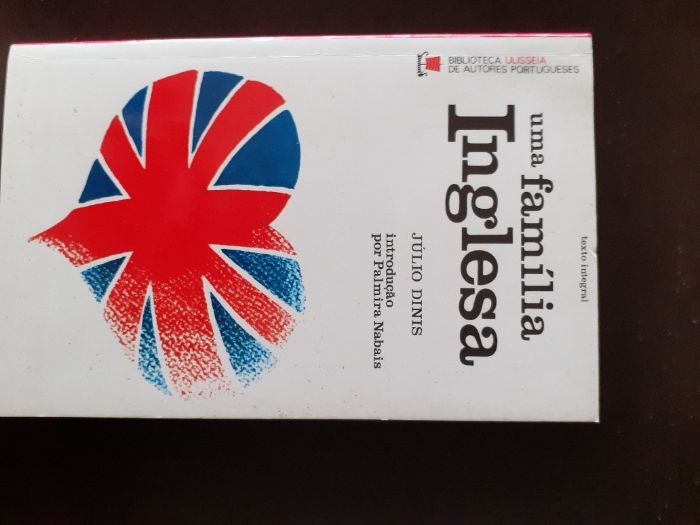 BIBLIOTECA ULISSEIA
DE AUTORES PORTUGUESES
texto integral
uma família
Inglesa
JÚLIO DINIS
introdução
por Palmira Nabais